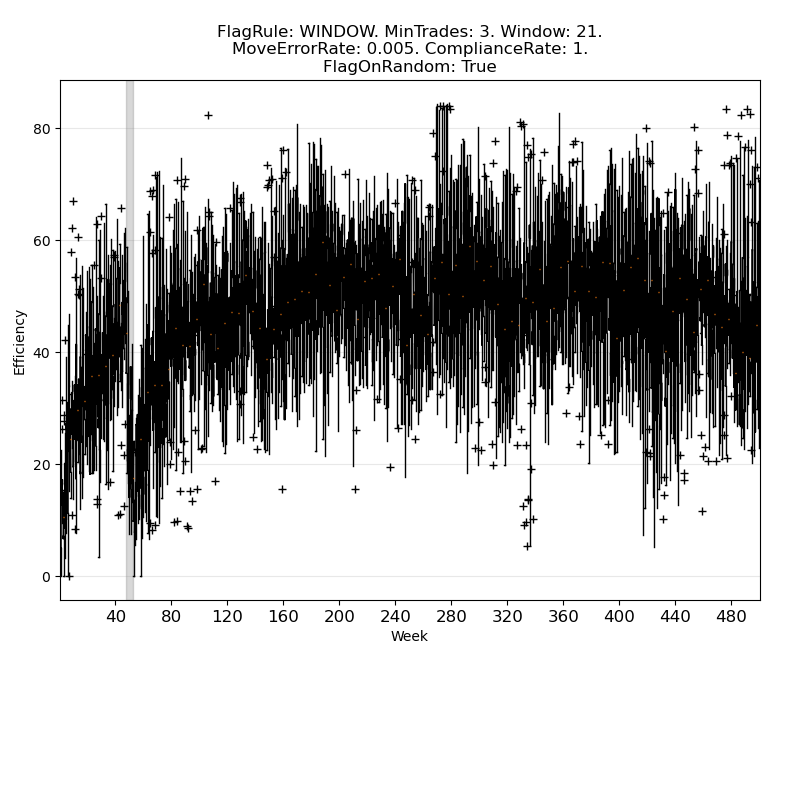 FlagRule: WINDOW. MinTrades: 3. Window: 21.
MoveErrorRate: 0.005. ComplianceRate: 1.
FlagOnRandom: True
80
60
40
20
0
Efficiency
40 80 120 160 200 240 280 320 360 400 440 480
Week